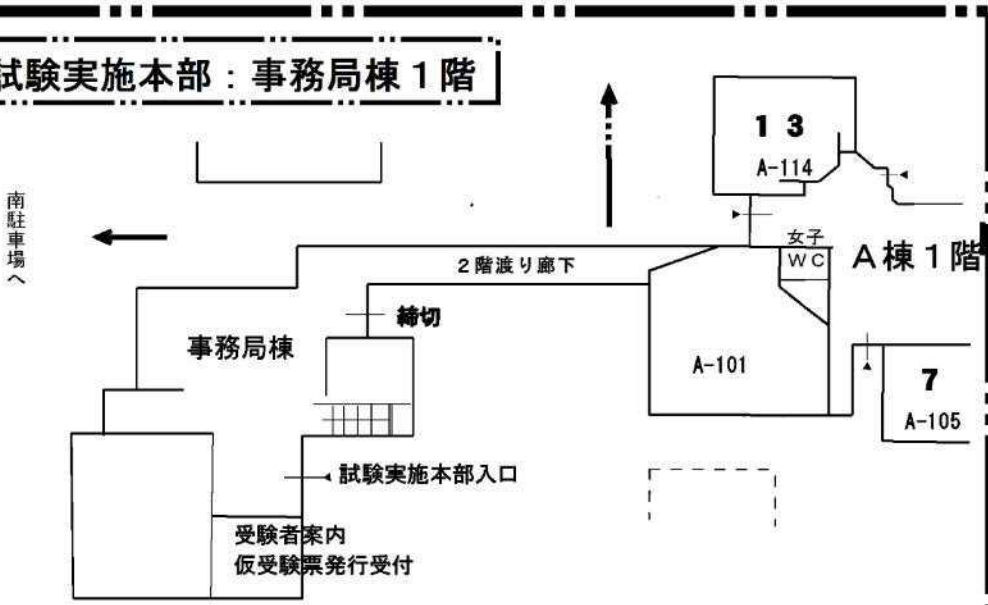 試験実施本部：事務局棟１階
１３
A-114
南駐車場へ
女子
ＷＣ
Ａ棟１階
２階渡り廊下
締切
事務局棟
A-101
７
A-105
試験実施本部入口
受験者案内
仮受験票発行受付